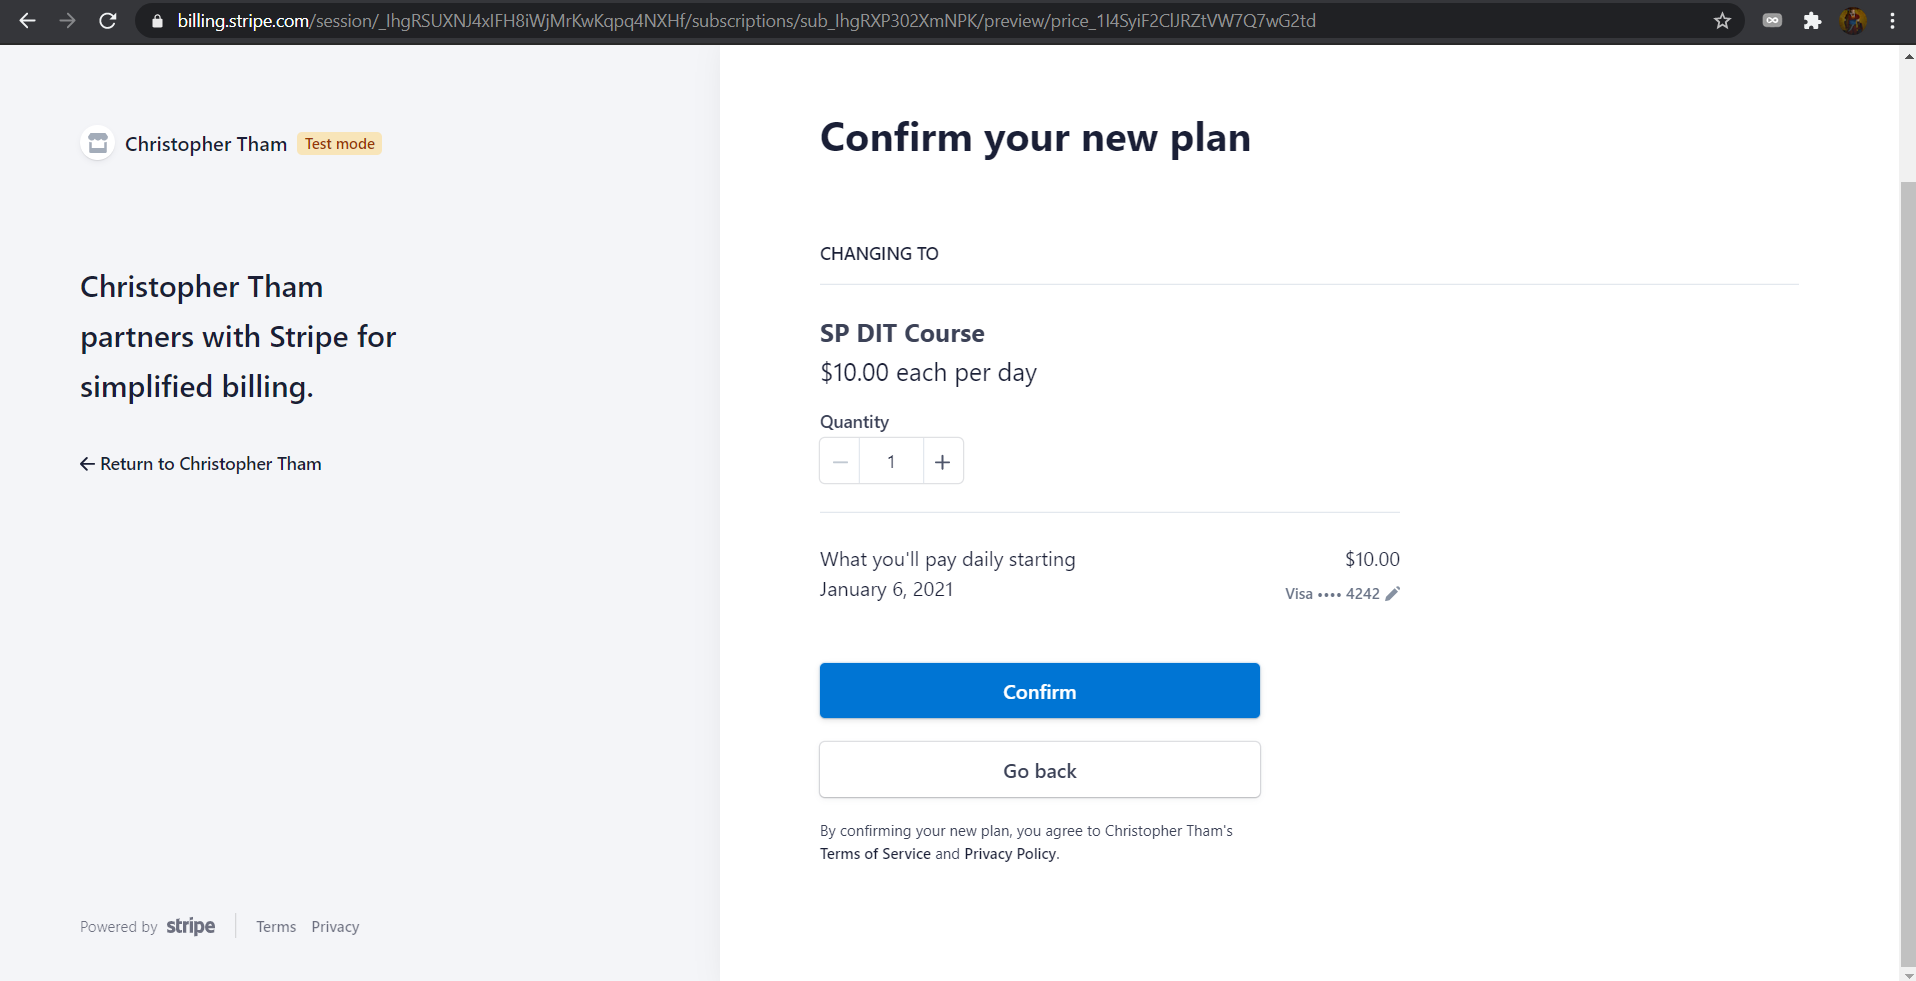 billing.stripe.com/session/_IhgRSUXNJ4xIFH8iWjMrKwKqpq4NXHf/subscriptions/sub_IhgRXP302XmNPK/preview/price_1I4SyiF2ClJRZtVW7Q7wG2td
Christopher Tham Test mode
Christopher Tham
partners with Stripe for
simplified billing.
Return to Christopher Tham
Powered by stripe
Terms Privacy
Confirm your new plan
CHANGING TO
SP DIT Course
$10.00 each per day
Quantity
1
What you'll pay daily starting
January 6, 2021
$10.00
Visa •••• 4242
Confirm
Go back
By confirming your new plan, you agree to Christopher Tham's
Terms of Service and Privacy Policy.